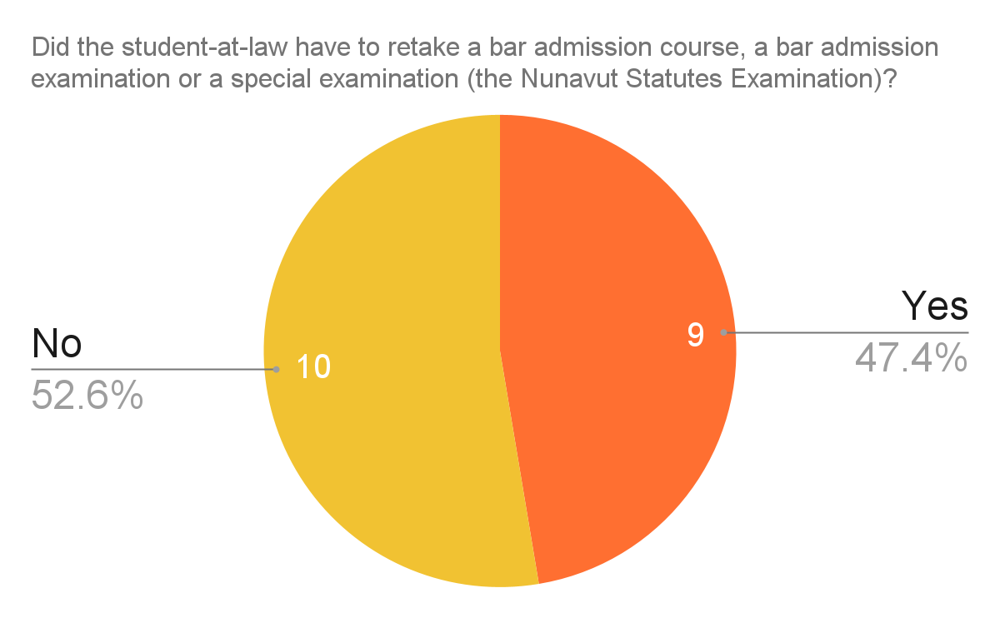 Did the student-at-law have to retake a bar admission course, a bar admission
examination or a special examination (the Nunavut Statutes Examination)?
Yes
9
47.4%
No
10
52.6%